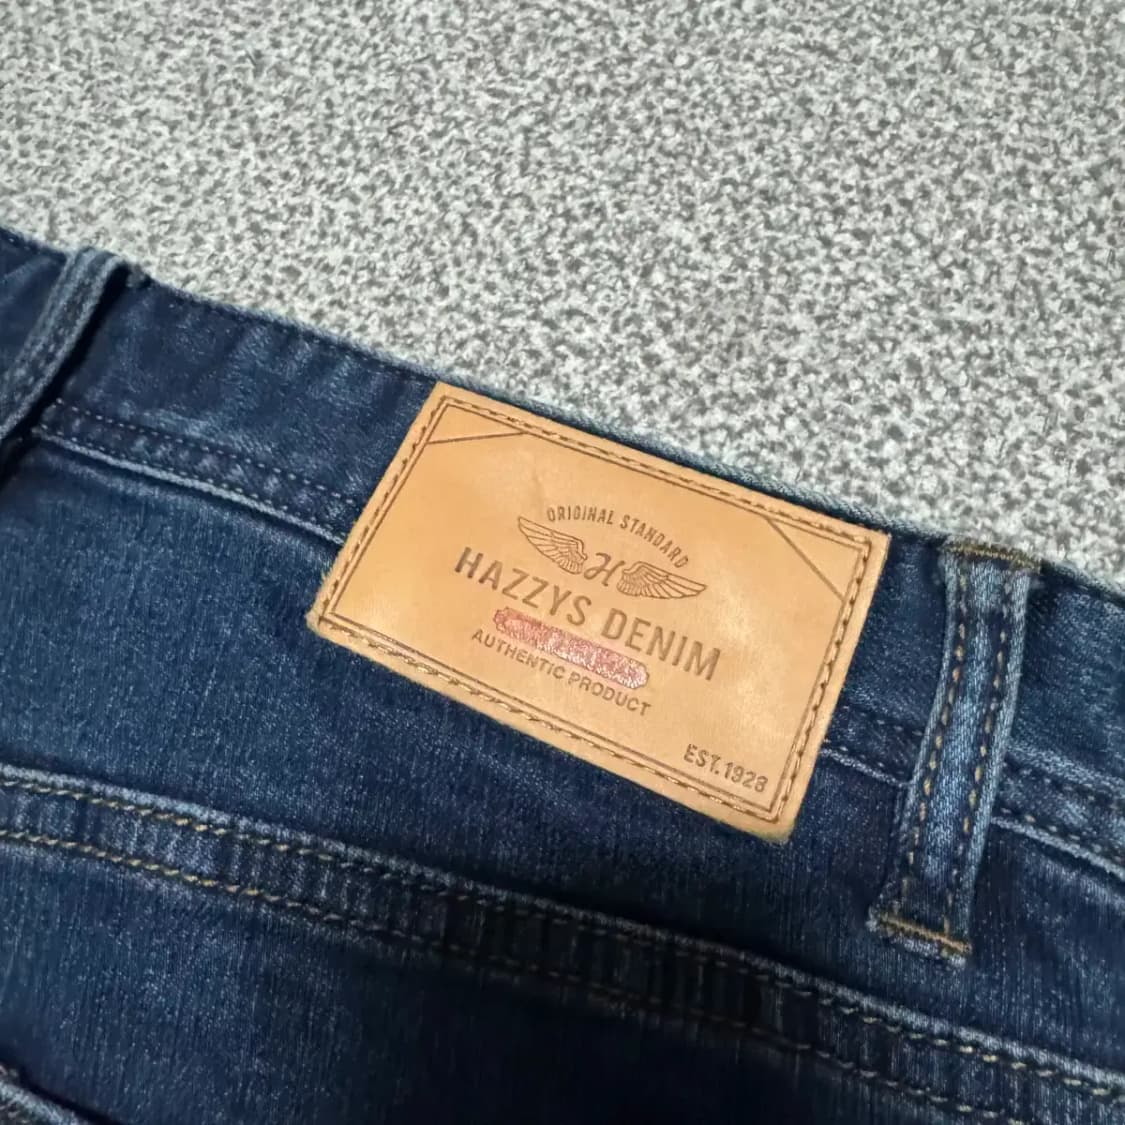 ORIGINAL STANDARD
H
HAZZYS DENIM
AUTHENTIC PRODUCT
EST.1928